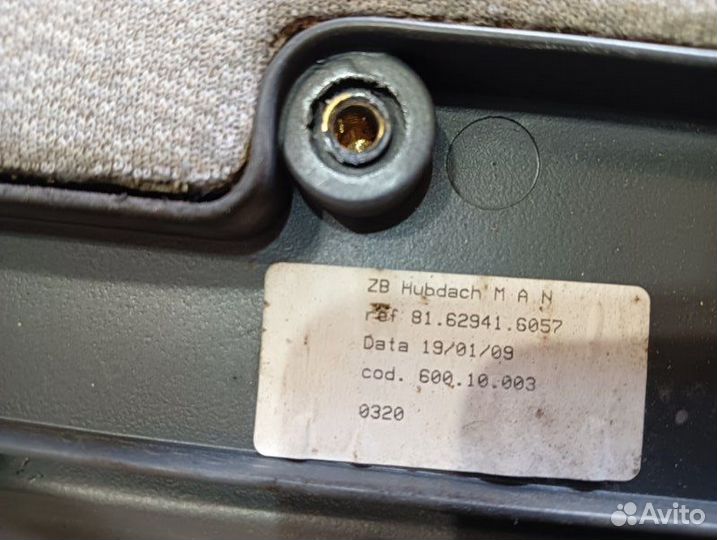 ZB Hubdach M A N
ref 81.62941.6057
Data 19/01/09
cod. 600.10.003
0320
Avito